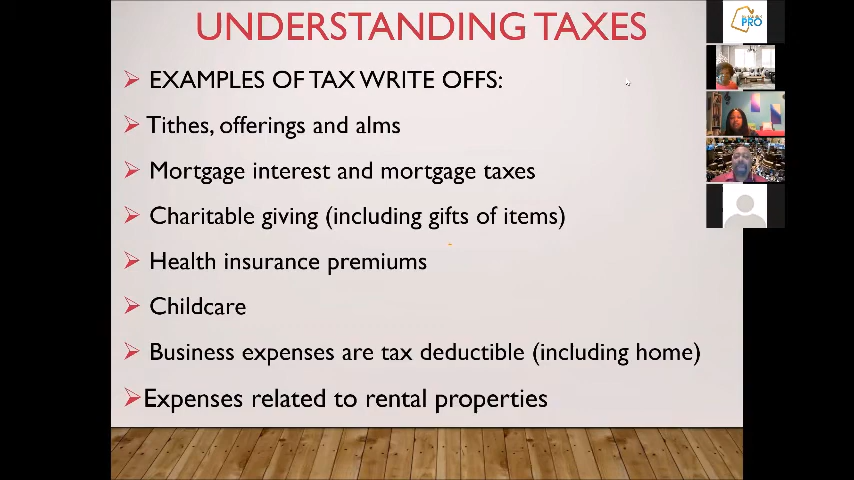 UNDERSTANDING TAXES
EXAMPLES OF TAX WRITE OFFS:
Tithes, offerings and alms
Mortgage interest and mortgage taxes
Charitable giving (including gifts of items)
Health insurance premiums
Childcare
Business expenses are tax deductible (including home)
Expenses related to rental properties
PRO